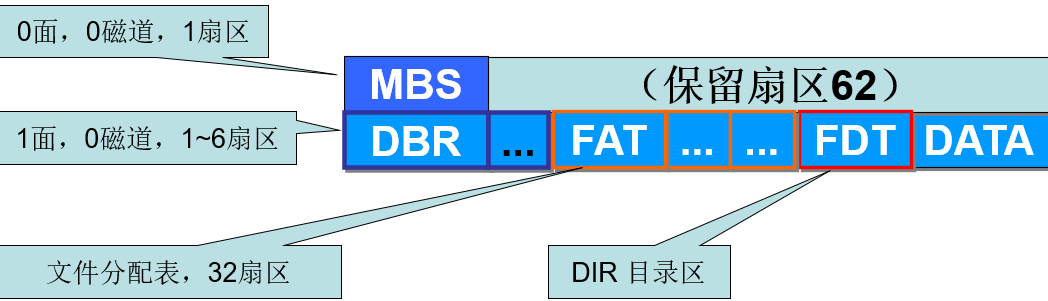 0面，0磁道，1扇区
MBS
（保留扇区62）
1面，0磁道，1~6扇区
DBR ... FAT ... ... FDT DATA
文件分配表，32扇区
DIR 目录区